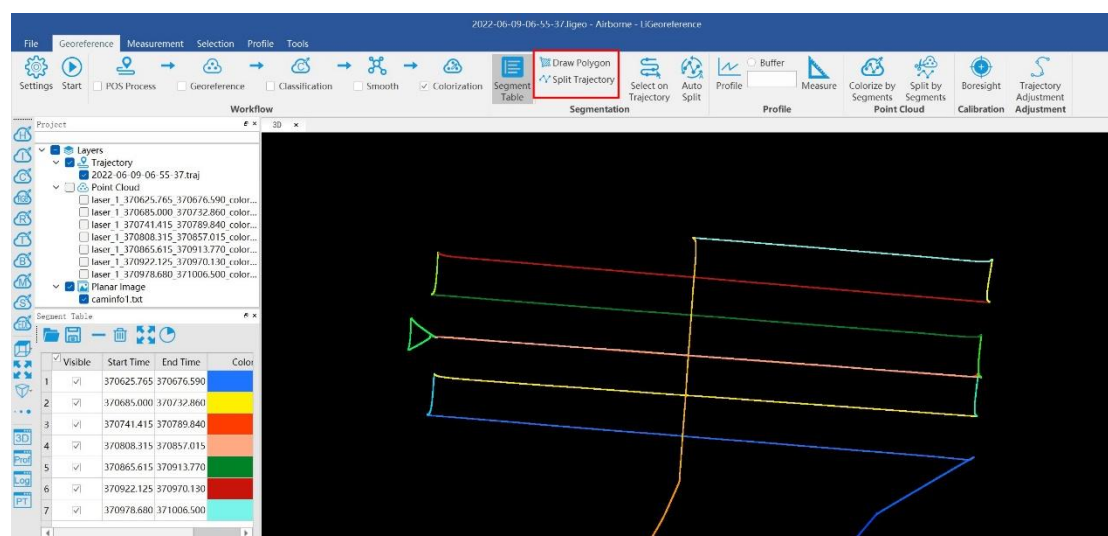 2022-06-09-06-55-37.ligeo - Airborne - LiGeoreference
File Georeference Measurement Selection Profile Tools
Settings Start POS Process Georeference Classification Smooth Colorization
Workflow
Segment Table Draw Polygon Split Trajectory Select on Trajectory Auto Split
Segmentation
Profile Buffer Measure
Profile
Colorize by Segments Split by Segments
Point Cloud
Boresight
Calibration
Trajectory Adjustment
Adjustment
Project
3D
Layers
Trajectory
2022-06-09-06-55-37.traj
Point Cloud
laser_1_370625.765_370676.590_color...
laser_1_370685.000_370732.860_color...
laser_1_370741.415_370789.840_color...
laser_1_370808.315_370857.015_color...
laser_1_370865.615_370913.770_color...
laser_1_370922.125_370970.130_color...
laser_1_370978.680_371006.500_color...
Planar Image
caminfo1.txt
Segment Table
Visible Start Time End Time Color
1 370625.765 370676.590
2 370685.000 370732.860
3 370741.415 370789.840
4 370808.315 370857.015
5 370865.615 370913.770
6 370922.125 370970.130
7 370978.680 371006.500
3D
Prof
Log
PT